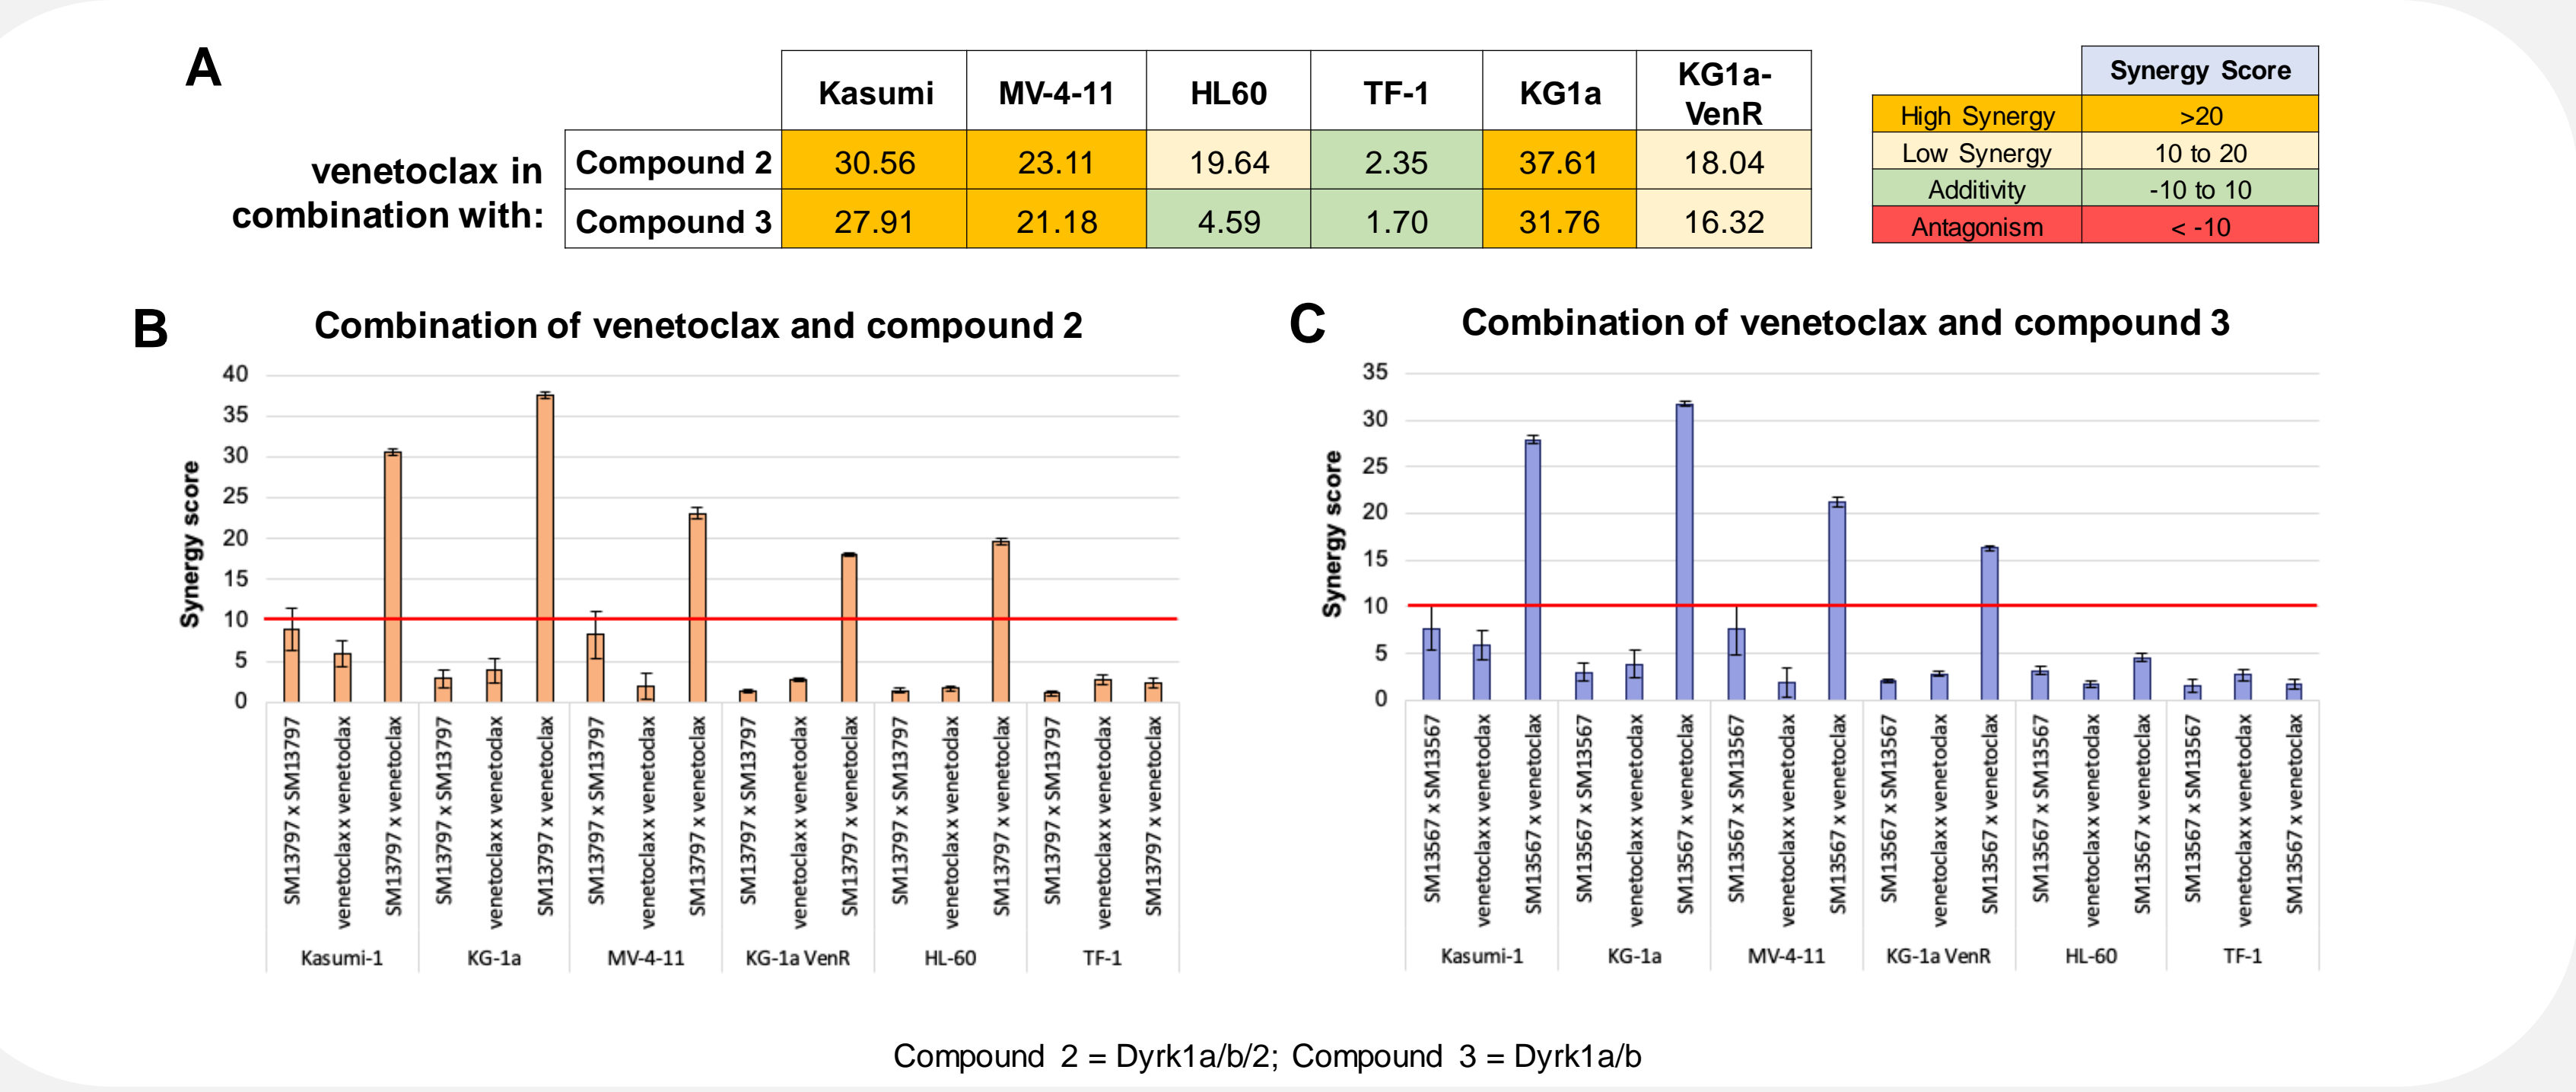 A
Kasumi MV-4-11 HL60 TF-1 KG1a KG1a-
VenR
venetoclax in
combination with:
Compound 2 30.56 23.11 19.64 2.35 37.61 18.04
Compound 3 27.91 21.18 4.59 1.70 31.76 16.32
Synergy Score
High Synergy >20
Low Synergy 10 to 20
Additivity -10 to 10
Antagonism < -10
B
Combination of venetoclax and compound 2
Synergy score
40
35
30
25
20
15
10
5
0
SM13797 x SM13797
venetoclax x venetoclax
SM13797 x venetoclax
SM13797 x SM13797
venetoclax x venetoclax
SM13797 x venetoclax
SM13797 x SM13797
venetoclax x venetoclax
SM13797 x venetoclax
SM13797 x SM13797
venetoclax x venetoclax
SM13797 x venetoclax
SM13797 x SM13797
venetoclax x venetoclax
SM13797 x venetoclax
SM13797 x SM13797
venetoclax x venetoclax
SM13797 x venetoclax
Kasumi-1 KG-1a MV-4-11 KG-1a VenR HL-60 TF-1
C
Combination of venetoclax and compound 3
Synergy score
35
30
25
20
15
10
5
0
SM13567 x SM13567
venetoclax x venetoclax
SM13567 x venetoclax
SM13567 x SM13567
venetoclax x venetoclax
SM13567 x venetoclax
SM13567 x SM13567
venetoclax x venetoclax
SM13567 x venetoclax
SM13567 x SM13567
venetoclax x venetoclax
SM13567 x venetoclax
SM13567 x SM13567
venetoclax x venetoclax
SM13567 x venetoclax
SM13567 x SM13567
venetoclax x venetoclax
SM13567 x venetoclax
Kasumi-1 KG-1a MV-4-11 KG-1a VenR HL-60 TF-1
Compound 2 = Dyrk1a/b/2; Compound 3 = Dyrk1a/b